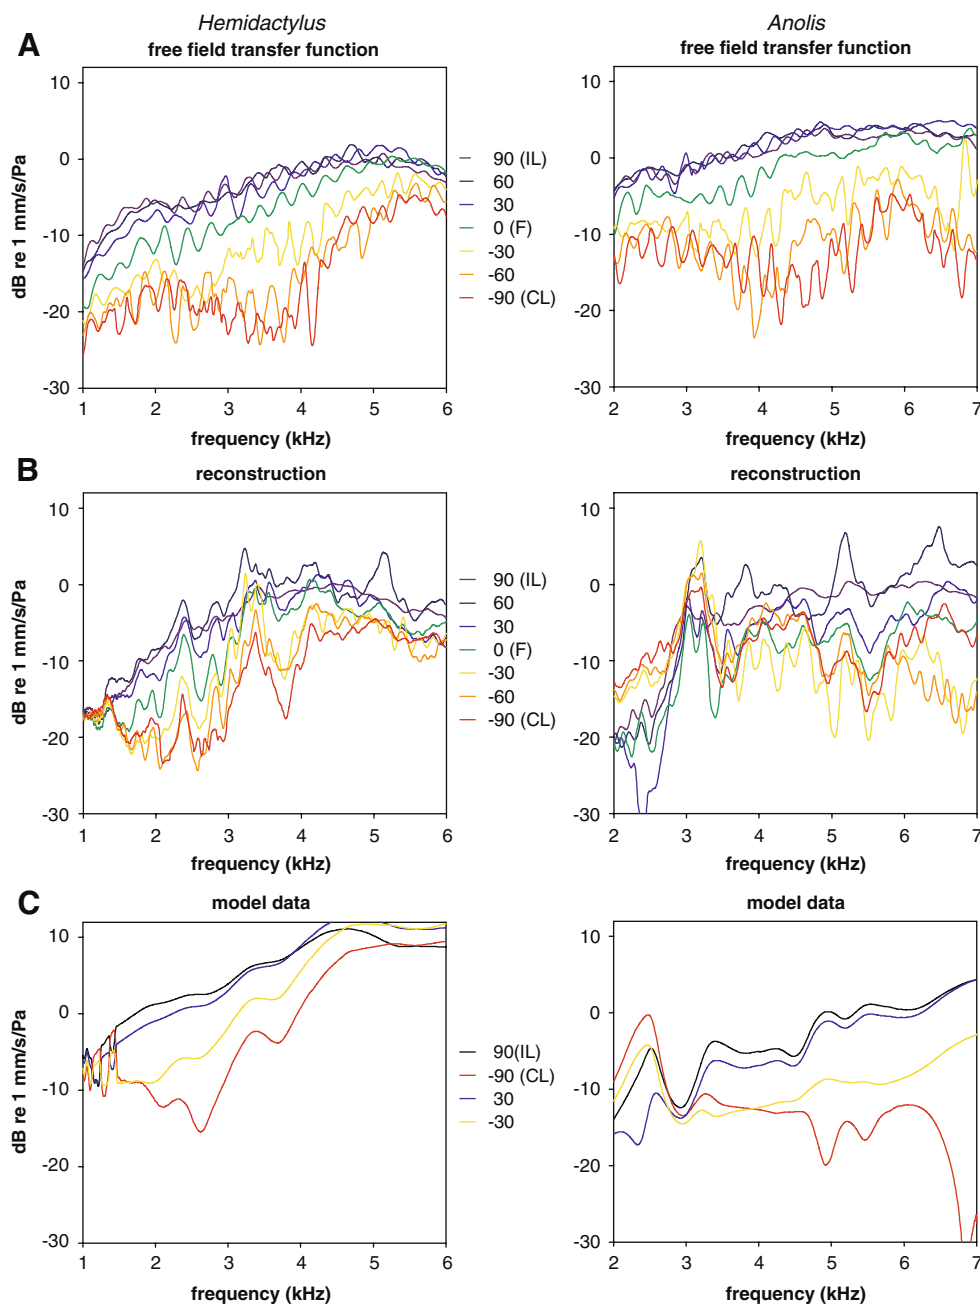 Hemidactylus
Anolis
A
free field transfer function
free field transfer function
10
0
-10
-20
-30
dB re 1 mm/s/Pa
1 2 3 4 5 6
frequency (kHz)
90 (IL)
60
30
0 (F)
-30
-60
-90 (CL)
10
0
-10
-20
-30
2 3 4 5 6 7
frequency (kHz)
B
reconstruction
reconstruction
10
0
-10
-20
-30
dB re 1 mm/s/Pa
1 2 3 4 5 6
frequency (kHz)
90 (IL)
60
30
0 (F)
-30
-60
-90 (CL)
10
0
-10
-20
-30
2 3 4 5 6 7
frequency (kHz)
C
model data
model data
10
0
-10
-20
-30
dB re 1 mm/s/Pa
1 2 3 4 5 6
frequency (kHz)
90(IL)
-90 (CL)
30
-30
10
0
-10
-20
-30
2 3 4 5 6 7
frequency (kHz)